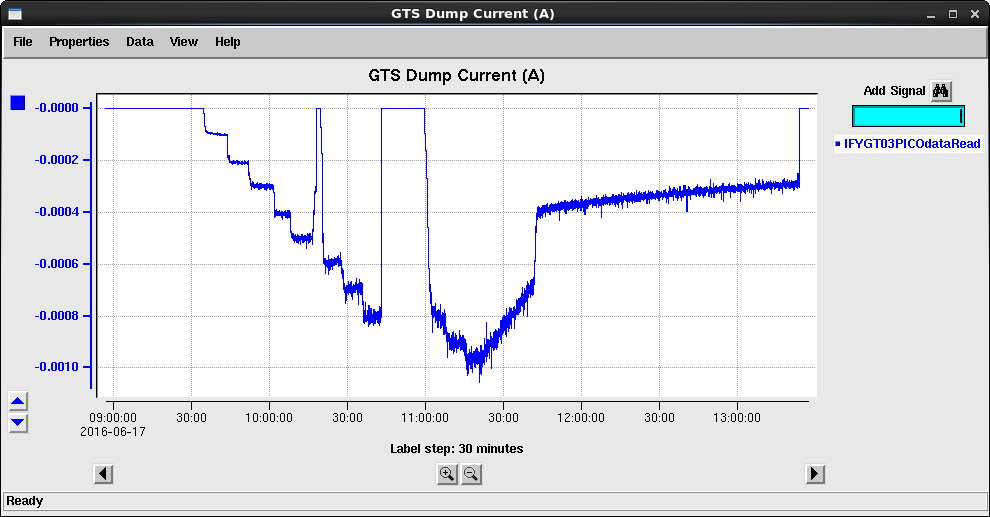 GTS Dump Current (A)
File Properties Data View Help
GTS Dump Current (A)
Add Signal
IFYGT03PICOdataRead
-0.0000
-0.0002
-0.0004
-0.0006
-0.0008
-0.0010
09:00:00 30:00 10:00:00 30:00 11:00:00 30:00 12:00:00 30:00 13:00:00
2016-06-17
Label step: 30 minutes
Ready